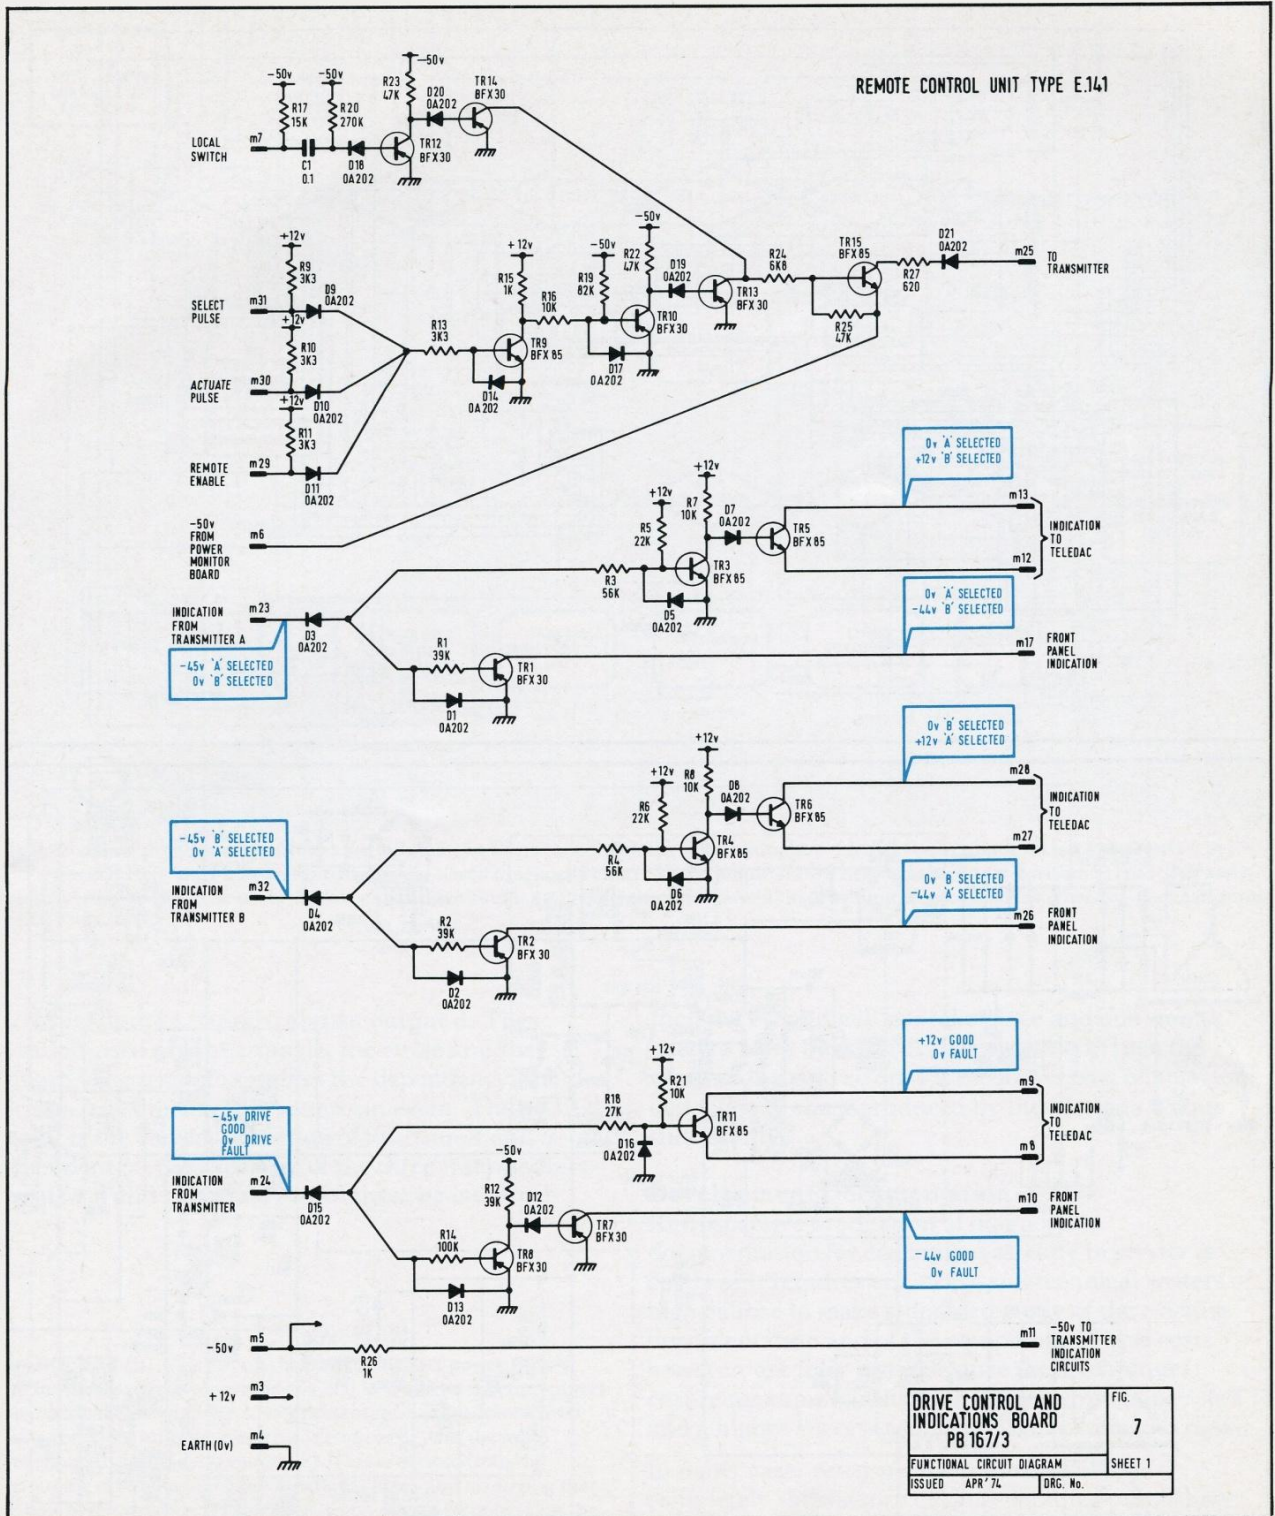 REMOTE CONTROL UNIT TYPE E.141
-50v
-50v
-50v
R23
47K
D20
0A202
TR14
BFX30
R17
15K
R20
270K
LOCAL
SWITCH
m7
C1
0.1
D18
0A202
TR12
BFX30
+12v
R9
3K3
SELECT
PULSE
m31
D9
0A202
+12v
R10
3K3
ACTUATE
PULSE
m30
D10
0A202
+12v
R11
3K3
REMOTE
ENABLE
m29
D11
0A202
R13
3K3
+12v
R15
1K
R16
10K
TR9
BFX85
D14
0A202
-50v
R19
82K
-50v
R22
47K
D19
0A202
TR10
BFX30
D17
0A202
TR13
BFX30
R24
6K8
TR15
BFX85
R25
47K
R27
620
D21
0A202
m25
TO
TRANSMITTER
-50v
FROM
POWER
MONITOR
BOARD
m6
INDICATION
FROM
TRANSMITTER A
m23
D3
0A202
-45v 'A' SELECTED
0v 'B' SELECTED
R1
39K
TR1
BFX30
D1
0A202
R3
56K
+12v
R5
22K
+12v
R7
10K
D7
0A202
TR3
BFX85
D5
0A202
TR5
BFX85
0v 'A' SELECTED
+12v 'B' SELECTED
m13
m12
INDICATION
TO
TELEDAC
0v 'A' SELECTED
-44v 'B' SELECTED
m17
FRONT
PANEL
INDICATION
-45v 'B' SELECTED
0v 'A' SELECTED
INDICATION
FROM
TRANSMITTER B
m32
D4
0A202
R2
39K
TR2
BFX30
D2
0A202
R4
56K
+12v
R6
22K
+12v
R8
10K
D8
0A202
TR4
BFX85
D6
0A202
TR6
BFX85
0v 'B' SELECTED
+12v 'A' SELECTED
m28
m27
INDICATION
TO
TELEDAC
0v 'B' SELECTED
-44v 'A' SELECTED
m26
FRONT
PANEL
INDICATION
-45v DRIVE
GOOD
0v DRIVE
FAULT
INDICATION
FROM
TRANSMITTER
m24
D15
0A202
R18
27K
+12v
R21
10K
TR11
BFX85
D16
0A202
+12v GOOD
0v FAULT
m9
m8
INDICATION
TO
TELEDAC
-50v
R12
39K
D12
0A202
TR7
BFX30
R14
100K
TR8
BFX30
D13
0A202
m10
FRONT
PANEL
INDICATION
-44v GOOD
0v FAULT
-50v
m5
R26
1K
m11
-50v TO
TRANSMITTER
INDICATION
CIRCUITS
+12v
m3
EARTH (0v)
m4
DRIVE CONTROL AND
INDICATIONS BOARD
PB 167/3
FIG.
7
FUNCTIONAL CIRCUIT DIAGRAM
SHEET 1
ISSUED APR'74
DRG. No.